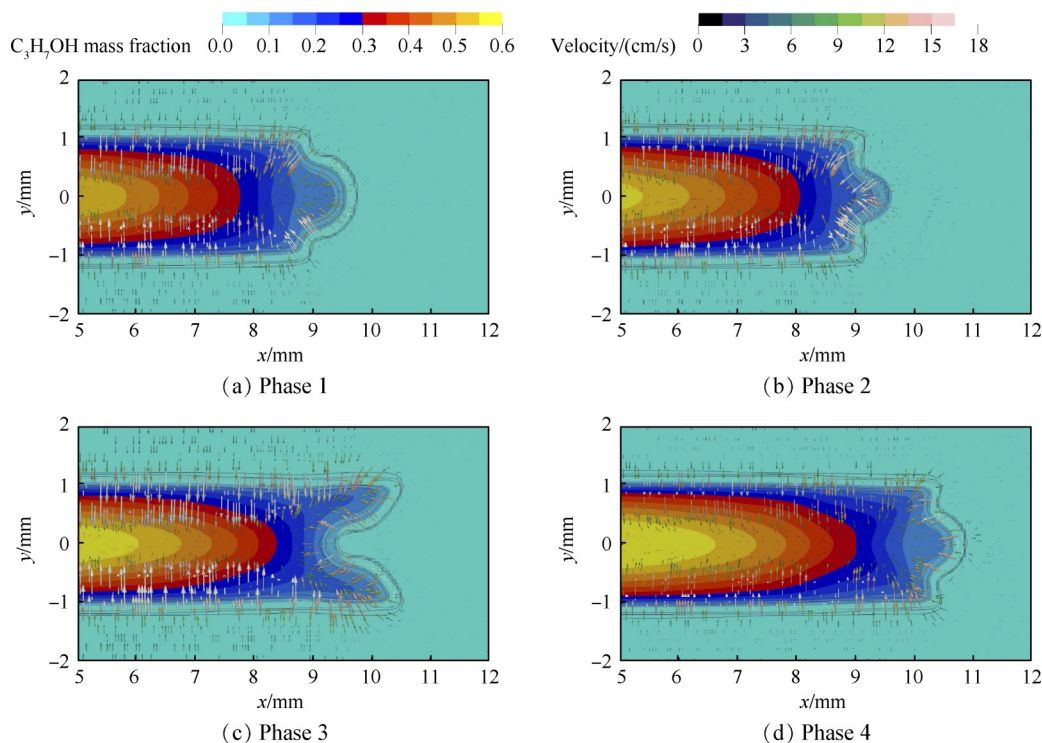 C₃H₇OH mass fraction 0.0 0.1 0.2 0.3 0.4 0.5 0.6
Velocity/(cm/s) 0 3 6 9 12 15 18
2
1
0
−1
−2
y/mm
5 6 7 8 9 10 11 12
x/mm
(a) Phase 1
2
1
0
−1
−2
y/mm
5 6 7 8 9 10 11 12
x/mm
(b) Phase 2
2
1
0
−1
−2
y/mm
5 6 7 8 9 10 11 12
x/mm
(c) Phase 3
2
1
0
−1
−2
y/mm
5 6 7 8 9 10 11 12
x/mm
(d) Phase 4